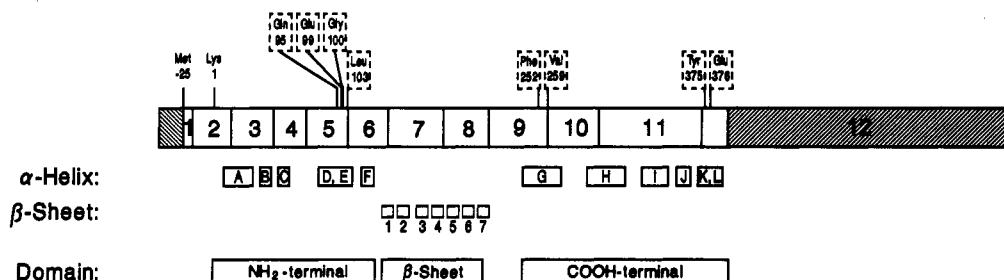 Gln 95 Glu 99 Gly 100
Met -25 Lys 1 Leu 103 Phe 252 Val 259 Tyr 375 Glu 376
1 2 3 4 5 6 7 8 9 10 11 12
α-Helix: A B C D, E F G H I J K, L
β-Sheet:
1 2 3 4 5 6 7
Domain: NH2-terminal β-Sheet COOH-terminal